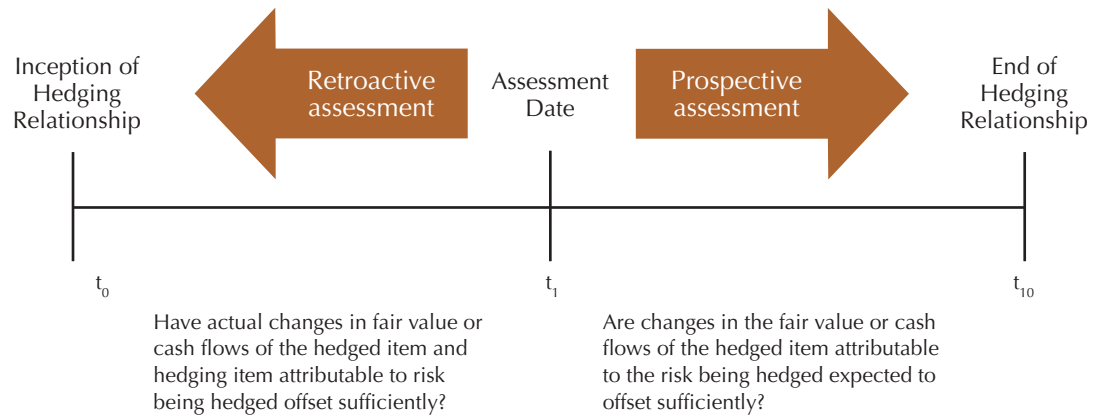 Inception of
Hedging
Relationship
Retroactive
assessment
Assessment
Date
Prospective
assessment
End of
Hedging
Relationship
t0
t1
t10
Have actual changes in fair value or
cash flows of the hedged item and
hedging item attributable to risk
being hedged offset sufficiently?
Are changes in the fair value or cash
flows of the hedged item attributable
to the risk being hedged expected to
offset sufficiently?